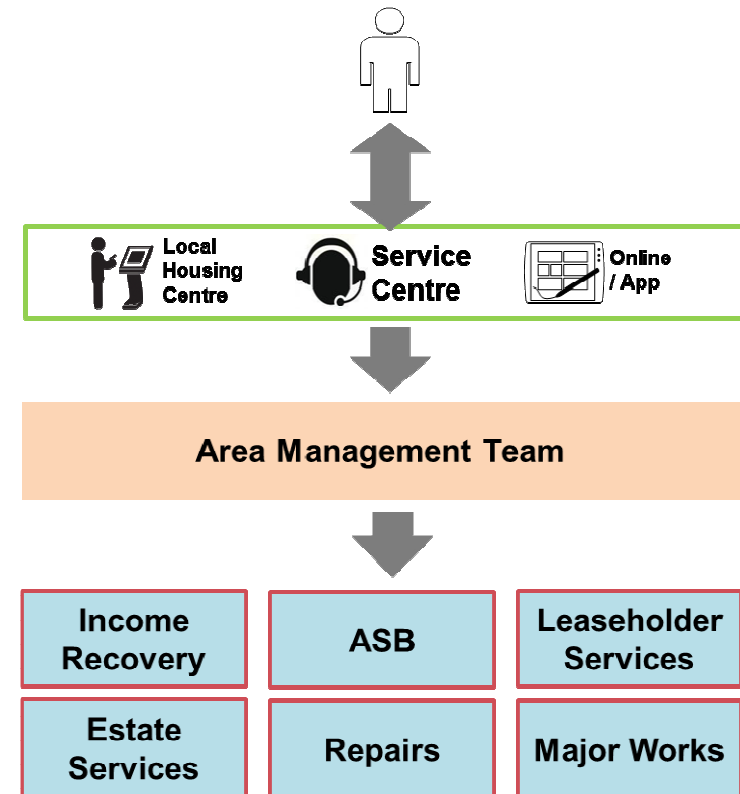 Local
Housing
Centre
Service
Centre
Online
/ App
Area Management Team
Income
Recovery
ASB
Leaseholder
Services
Estate
Services
Repairs
Major Works